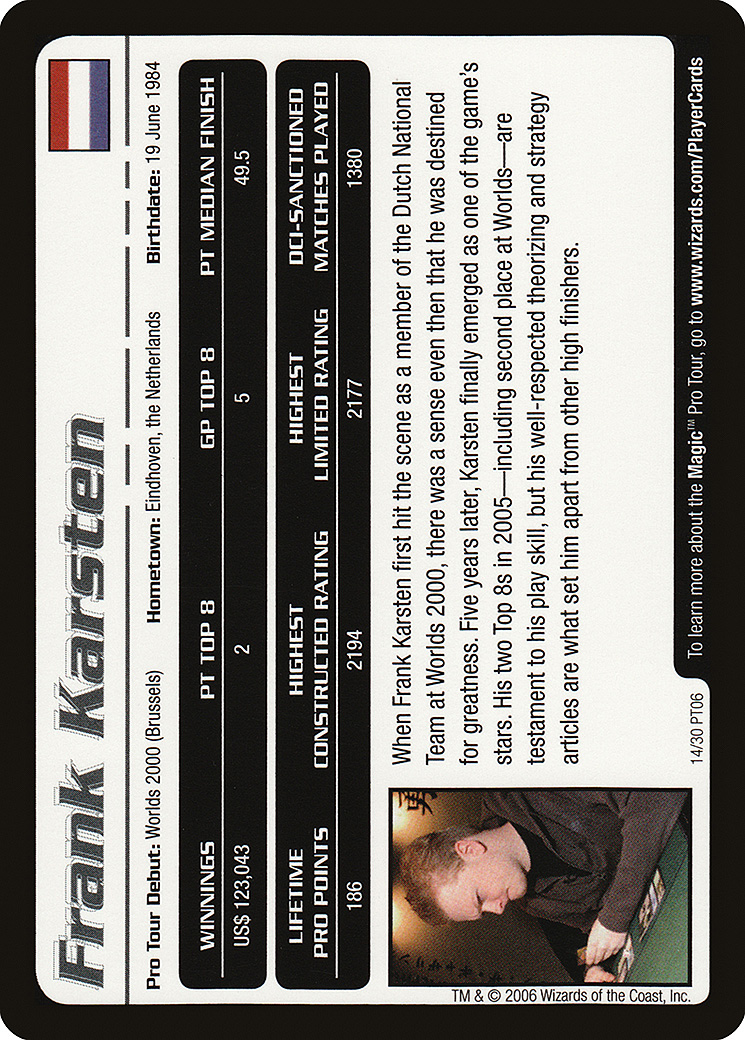 Frank Karsten
Pro Tour Debut: Worlds 2000 (Brussels) Hometown: Eindhoven, the Netherlands Birthdate: 19 June 1984
WINNINGS PT TOP 8 GP TOP 8 PT MEDIAN FINISH
US$ 123,043 2 5 49.5
LIFETIME PRO POINTS HIGHEST CONSTRUCTED RATING HIGHEST LIMITED RATING DCI-SANCTIONED MATCHES PLAYED
186 2194 2177 1380
When Frank Karsten first hit the scene as a member of the Dutch National
Team at Worlds 2000, there was a sense even then that he was destined
for greatness. Five years later, Karsten finally emerged as one of the game's
stars. His two Top 8s in 2005—including second place at Worlds—are
testament to his play skill, but his well-respected theorizing and strategy
articles are what set him apart from other high finishers.
TM & © 2006 Wizards of the Coast, Inc.
14/30 PT06
To learn more about the Magic™ Pro Tour, go to www.wizards.com/PlayerCards